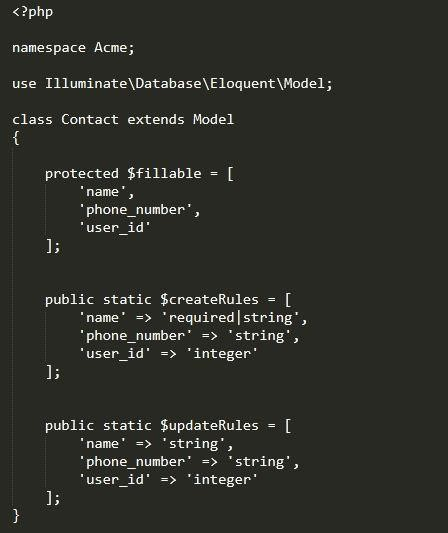 <?php
namespace Acme;
use Illuminate\Database\Eloquent\Model;
class Contact extends Model
{
protected $fillable = [
'name',
'phone_number',
'user_id'
];
public static $createRules = [
'name' => 'required|string',
'phone_number' => 'string',
'user_id' => 'integer'
];
public static $updateRules = [
'name' => 'string',
'phone_number' => 'string',
'user_id' => 'integer'
];
}